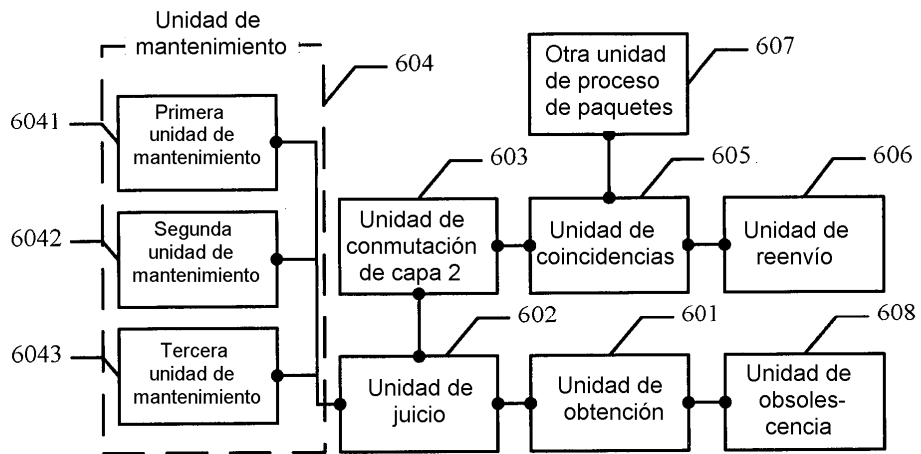 Unidad de
mantenimiento
604
6041
Primera
unidad de
mantenimiento
6042
Segunda
unidad de
mantenimiento
6043
Tercera
unidad de
mantenimiento
607
Otra unidad
de proceso
de paquetes
603
Unidad de
conmutación
de capa 2
605
Unidad de
coincidencias
606
Unidad de
reenvío
602
Unidad de
juicio
601
Unidad de
obtención
608
Unidad de
obsoles-
cencia